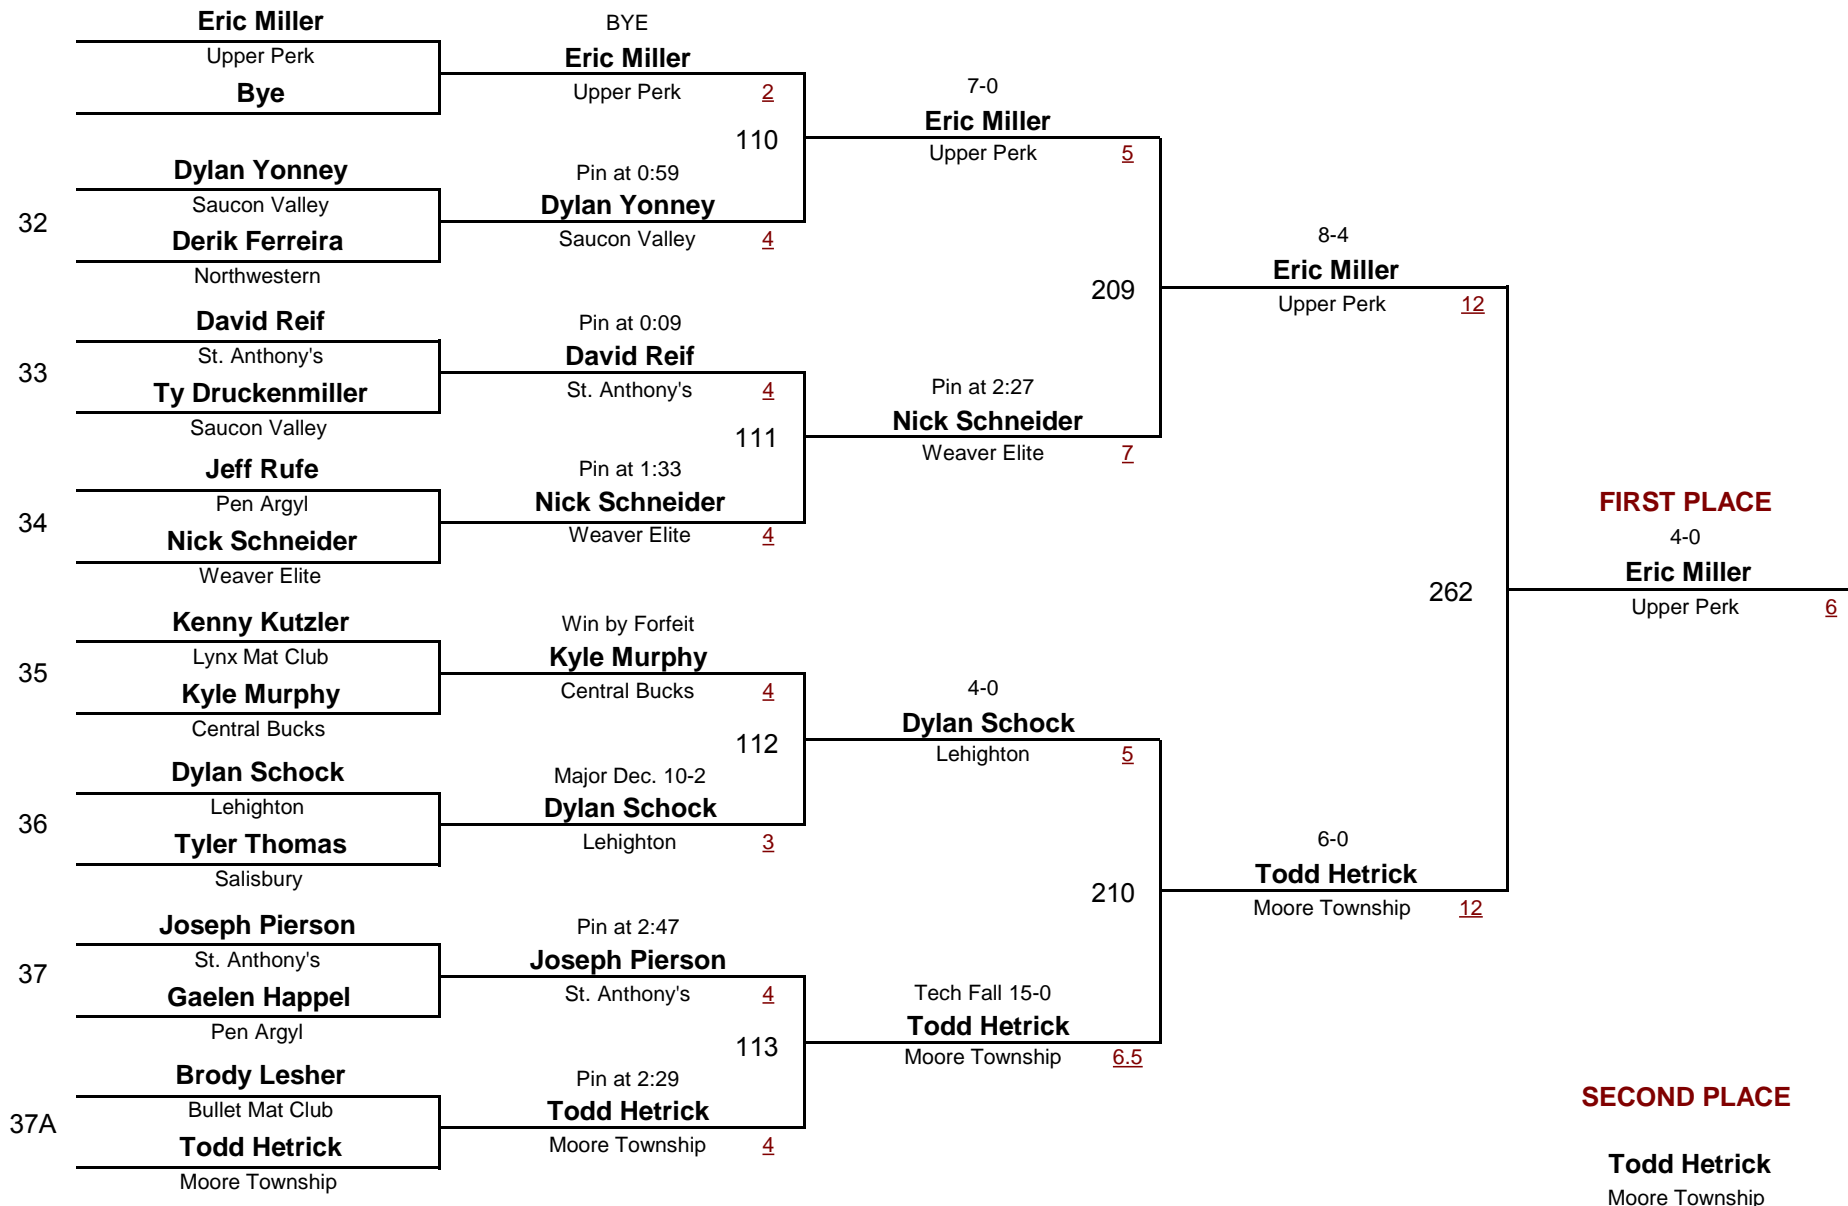 Eric Miller
Upper Perk
Bye
32
Dylan Yonney
Saucon Valley
Derik Ferreira
Northwestern
33
David Reif
St. Anthony's
Ty Druckenmiller
Saucon Valley
34
Jeff Rufe
Pen Argyl
Nick Schneider
Weaver Elite
35
Kenny Kutzler
Lynx Mat Club
Kyle Murphy
Central Bucks
36
Dylan Schock
Lehighton
Tyler Thomas
Salisbury
37
Joseph Pierson
St. Anthony's
Gaelen Happel
Pen Argyl
37A
Brody Lesher
Bullet Mat Club
Todd Hetrick
Moore Township
BYE
Eric Miller
Upper Perk 2
110
Pin at 0:59
Dylan Yonney
Saucon Valley 4
Pin at 0:09
David Reif
St. Anthony's 4
111
Pin at 1:33
Nick Schneider
Weaver Elite 4
Win by Forfeit
Kyle Murphy
Central Bucks 4
112
Major Dec. 10-2
Dylan Schock
Lehighton 3
Pin at 2:47
Joseph Pierson
St. Anthony's 4
113
Pin at 2:29
Todd Hetrick
Moore Township 4
7-0
Eric Miller
Upper Perk 5
209
Pin at 2:27
Nick Schneider
Weaver Elite 7
4-0
Dylan Schock
Lehighton 5
210
Tech Fall 15-0
Todd Hetrick
Moore Township 6.5
8-4
Eric Miller
Upper Perk 12
262
6-0
Todd Hetrick
Moore Township 12
FIRST PLACE
4-0
Eric Miller
Upper Perk 6
SECOND PLACE
Todd Hetrick
Moore Township